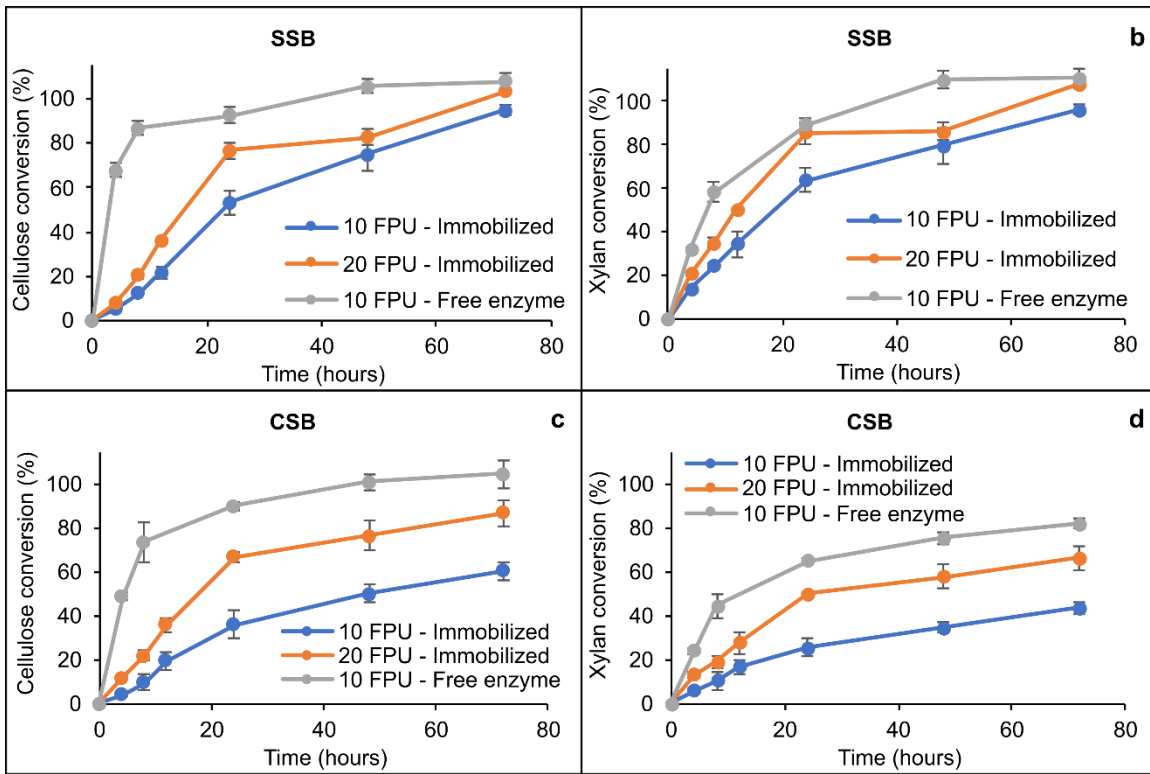 SSB
Cellulose conversion (%)
100
80
60
40
20
0
10 FPU - Immobilized
20 FPU - Immobilized
10 FPU - Free enzyme
0 20 40 60 80
Time (hours)
SSB b
Xylan conversion (%)
100
80
60
40
20
0
10 FPU - Immobilized
20 FPU - Immobilized
10 FPU - Free enzyme
0 20 40 60 80
Time (hours)
CSB c
Cellulose conversion (%)
100
80
60
40
20
0
10 FPU - Immobilized
20 FPU - Immobilized
10 FPU - Free enzyme
0 20 40 60 80
Time (hours)
CSB d
Xylan conversion (%)
10 FPU - Immobilized
20 FPU - Immobilized
10 FPU - Free enzyme
100
80
60
40
20
0
0 20 40 60 80
Time (hours)